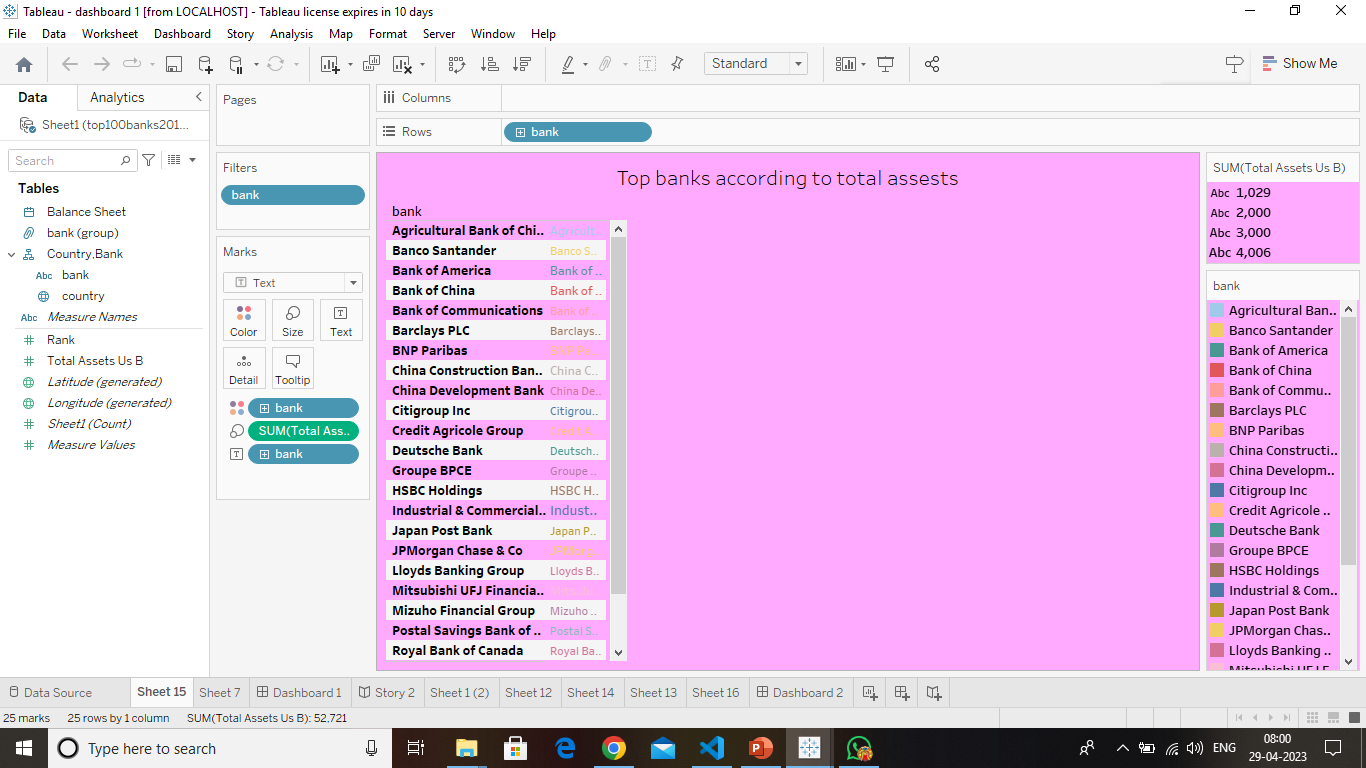 Tableau - dashboard 1 [from LOCALHOST] - Tableau license expires in 10 days
File Data Worksheet Dashboard Story Analysis Map Format Server Window Help
Standard
Show Me
Data Analytics
Sheet1 (top100banks201...
Search
Tables
Balance Sheet
bank (group)
Country,Bank
Abc bank
country
Abc Measure Names
Rank
Total Assets Us B
Latitude (generated)
Longitude (generated)
Sheet1 (Count)
Measure Values
Pages
Filters
bank
Marks
Text
Color Size Text
Detail Tooltip
bank
SUM(Total Ass..
bank
Columns
Rows bank
Top banks according to total assests
bank
Agricultural Bank of Chi.. Agricult..
Banco Santander Banco S..
Bank of America Bank of ..
Bank of China Bank of ..
Bank of Communications Bank of ..
Barclays PLC Barclays..
BNP Paribas
China Construction Ban.. China C..
China Development Bank China De..
Citigroup Inc Citigrou..
Credit Agricole Group
Deutsche Bank Deutsch..
Groupe BPCE Groupe ..
HSBC Holdings HSBC H..
Industrial & Commercial.. Indust..
Japan Post Bank Japan P..
JPMorgan Chase & Co JPMorg..
Lloyds Banking Group Lloyds B..
Mitsubishi UFJ Financia..
Mizuho Financial Group Mizuho ..
Postal Savings Bank of .. Postal S..
Royal Bank of Canada Royal Ba..
SUM(Total Assets Us B)
Abc 1,029
Abc 2,000
Abc 3,000
Abc 4,006
bank
Agricultural Ban..
Banco Santander
Bank of America
Bank of China
Bank of Commu..
Barclays PLC
BNP Paribas
China Constructi..
China Developm..
Citigroup Inc
Credit Agricole ..
Deutsche Bank
Groupe BPCE
HSBC Holdings
Industrial & Com..
Japan Post Bank
JPMorgan Chas..
Lloyds Banking ..
Data Source Sheet 15 Sheet 7 Dashboard 1 Story 2 Sheet 1 (2) Sheet 12 Sheet 14 Sheet 13 Sheet 16 Dashboard 2
25 marks 25 rows by 1 column SUM(Total Assets Us B): 52,721
Type here to search
ENG
08:00
29-04-2023